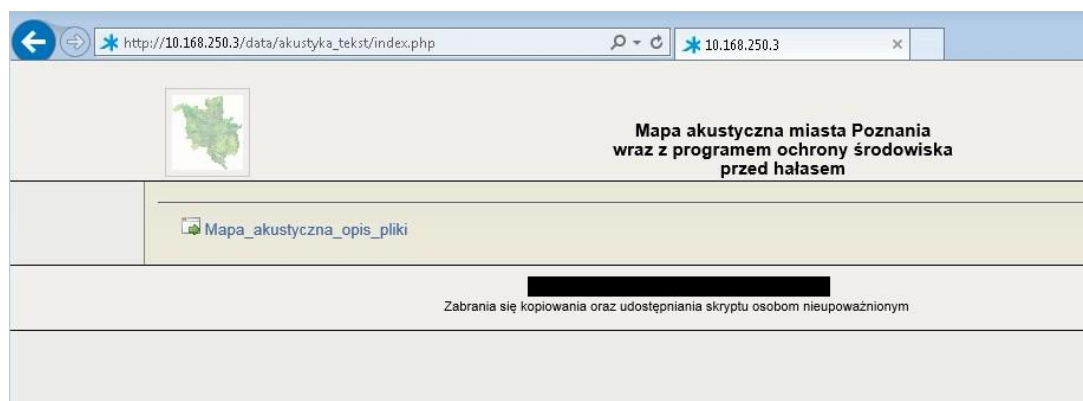 http://10.168.250.3/data/akustyka_tekst/index.php
10.168.250.3
Mapa akustyczna miasta Poznania
wraz z programem ochrony środowiska
przed hałasem
Mapa_akustyczna_opis_pliki
Zabrania się kopiowania oraz udostępniania skryptu osobom nieupoważnionym